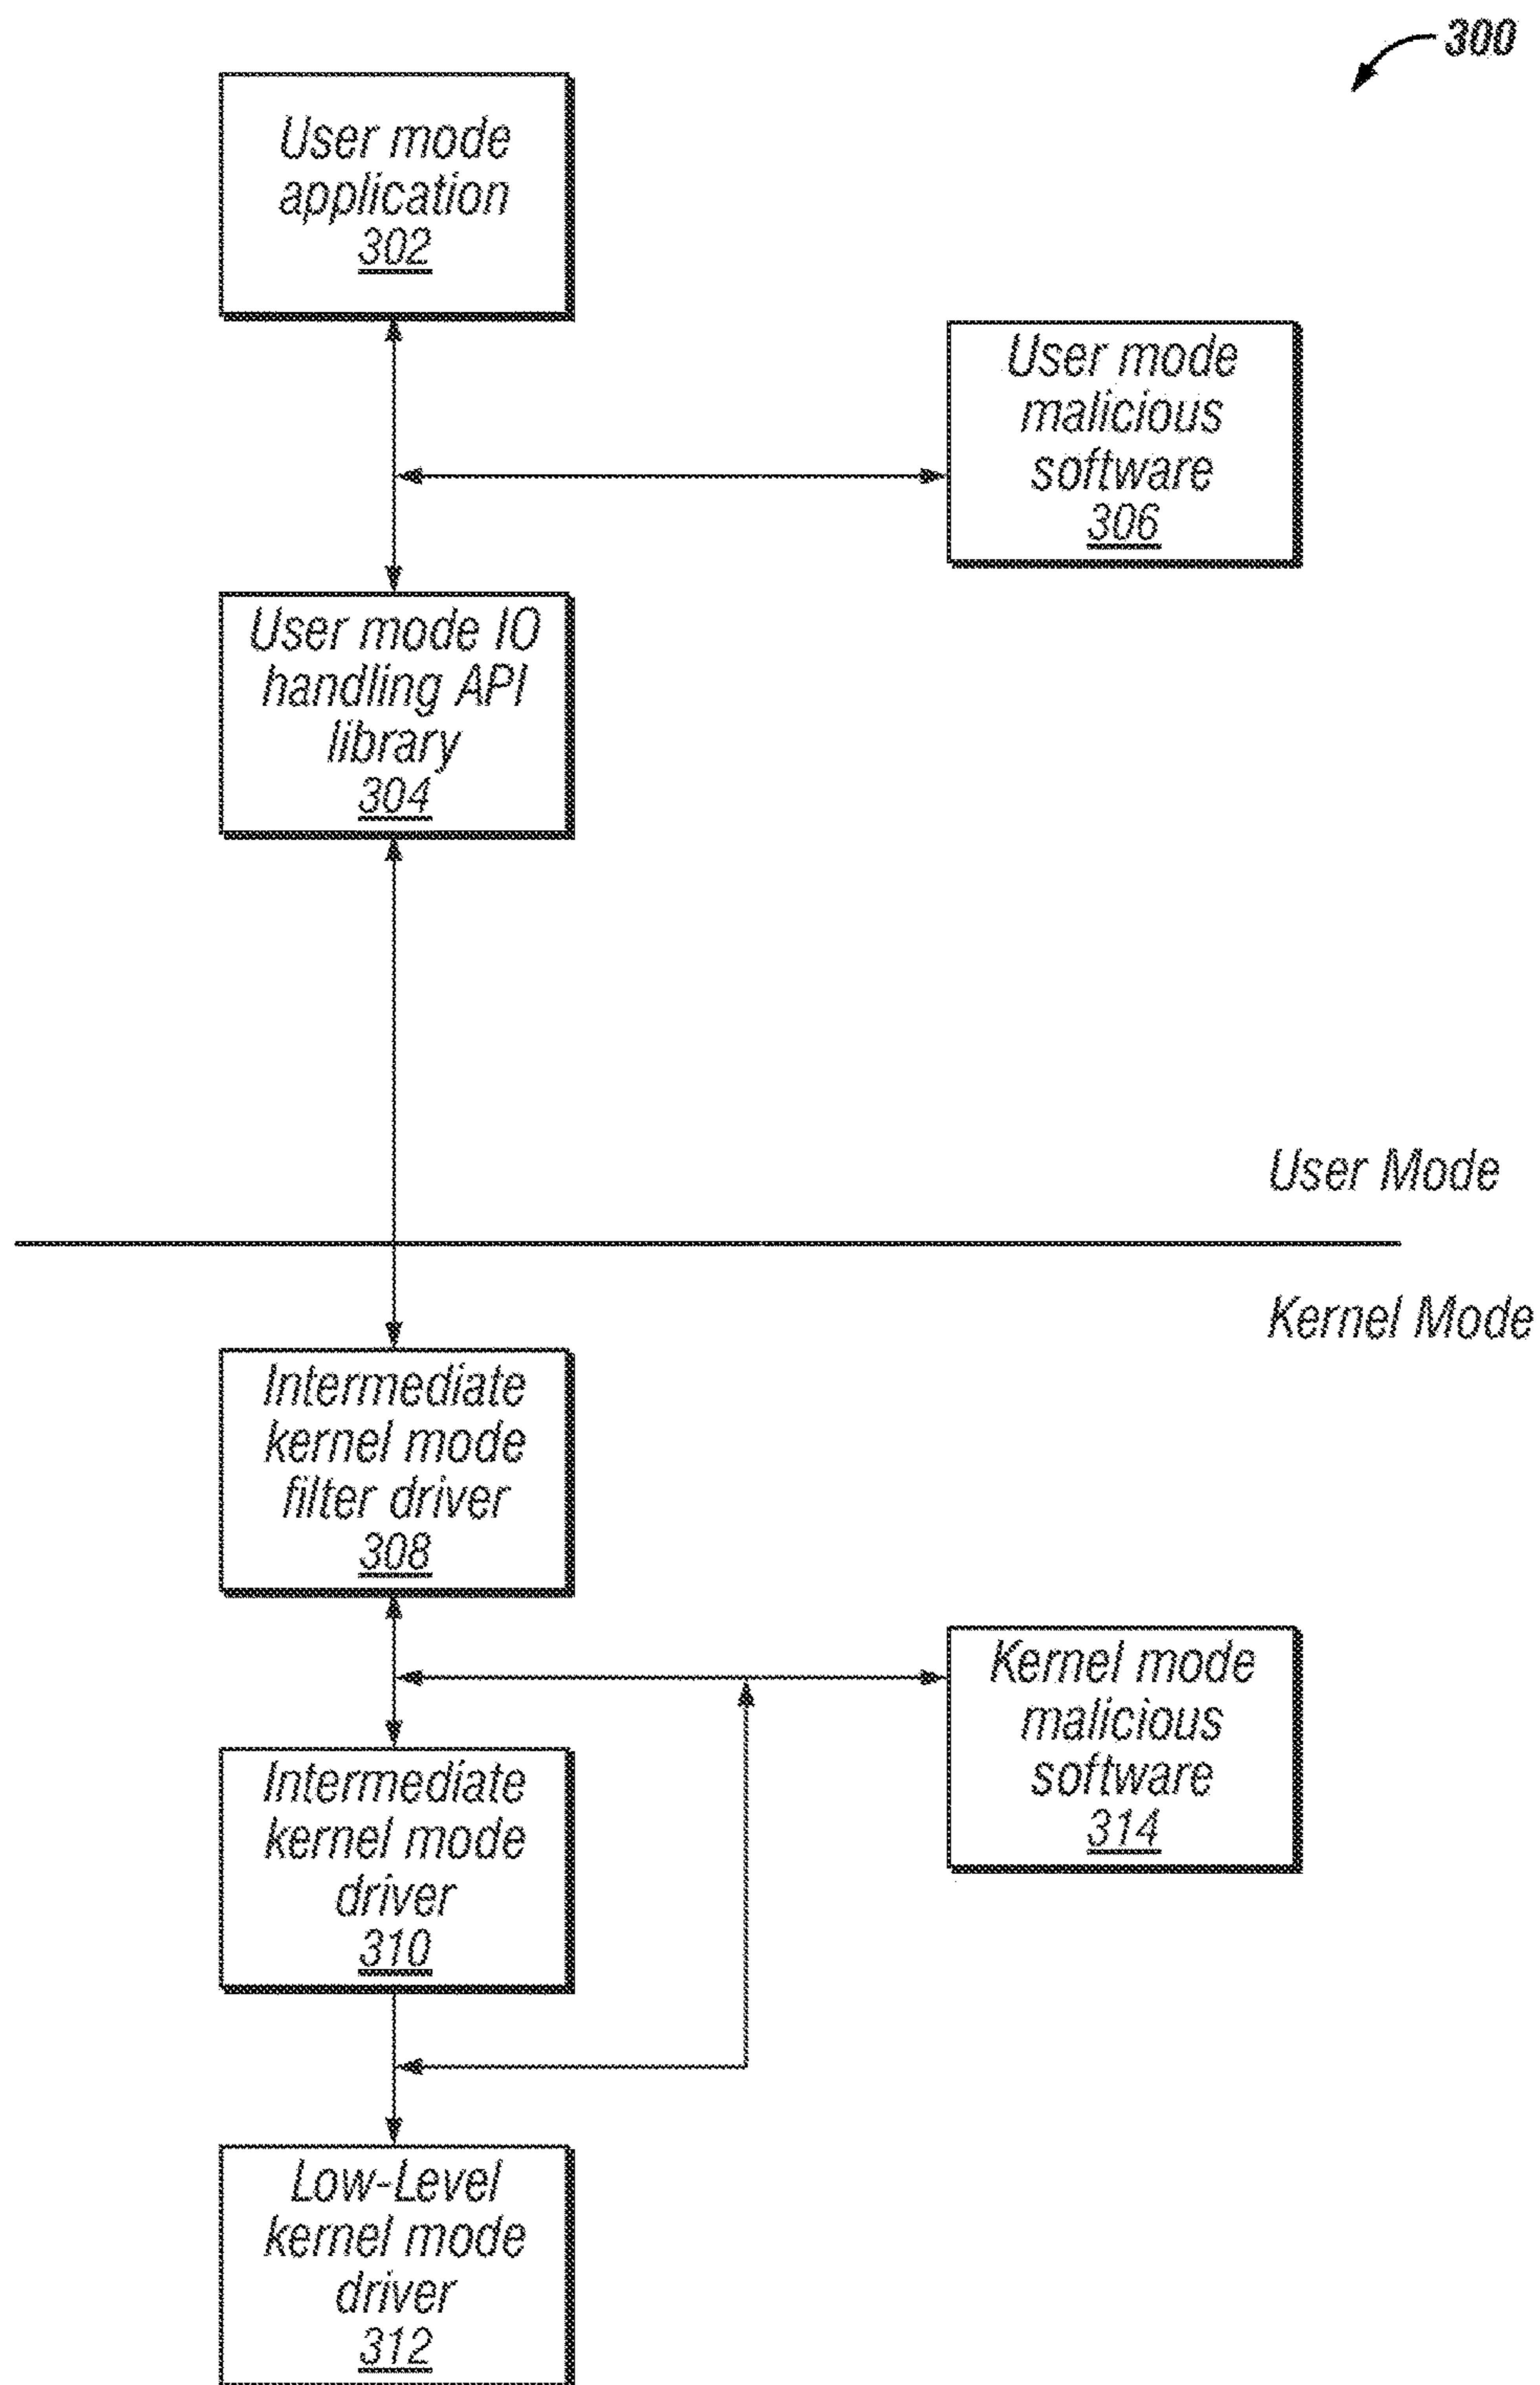 300
User mode
application
302
User mode
malicious
software
306
User mode IO
handling API
library
304
User Mode
Kernel Mode
Intermediate
kernel mode
filter driver
308
Kernel mode
malicious
software
314
Intermediate
kernel mode
driver
310
Low-Level
kernel mode
driver
312